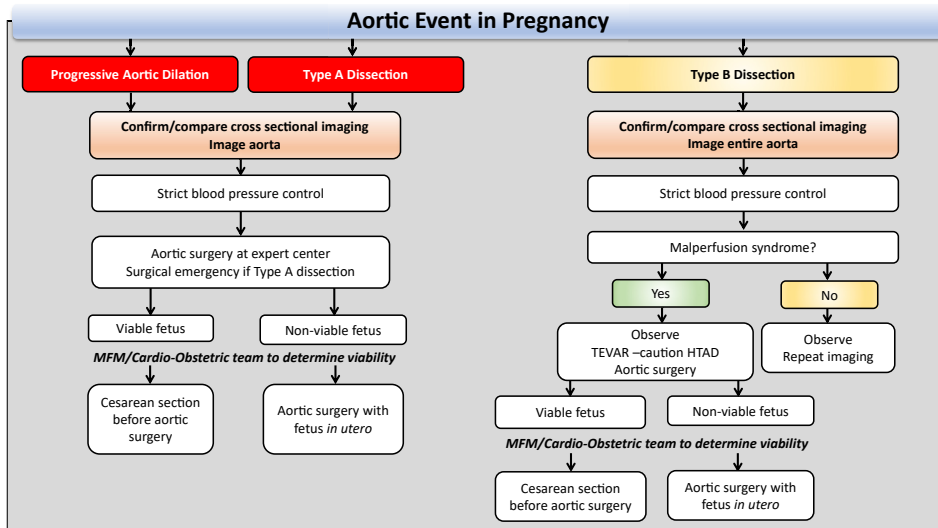 Aortic Event in Pregnancy
Progressive Aortic Dilation
Type A Dissection
Confirm/compare cross sectional imaging
Image aorta
Strict blood pressure control
Aortic surgery at expert center
Surgical emergency if Type A dissection
Viable fetus
Non-viable fetus
MFM/Cardio-Obstetric team to determine viability
Cesarean section
before aortic
surgery
Aortic surgery with
fetus in utero
Type B Dissection
Confirm/compare cross sectional imaging
Image entire aorta
Strict blood pressure control
Malperfusion syndrome?
Yes
No
Observe
TEVAR –caution HTAD
Aortic surgery
Observe
Repeat imaging
Viable fetus
Non-viable fetus
MFM/Cardio-Obstetric team to determine viability
Cesarean section
before aortic surgery
Aortic surgery with
fetus in utero